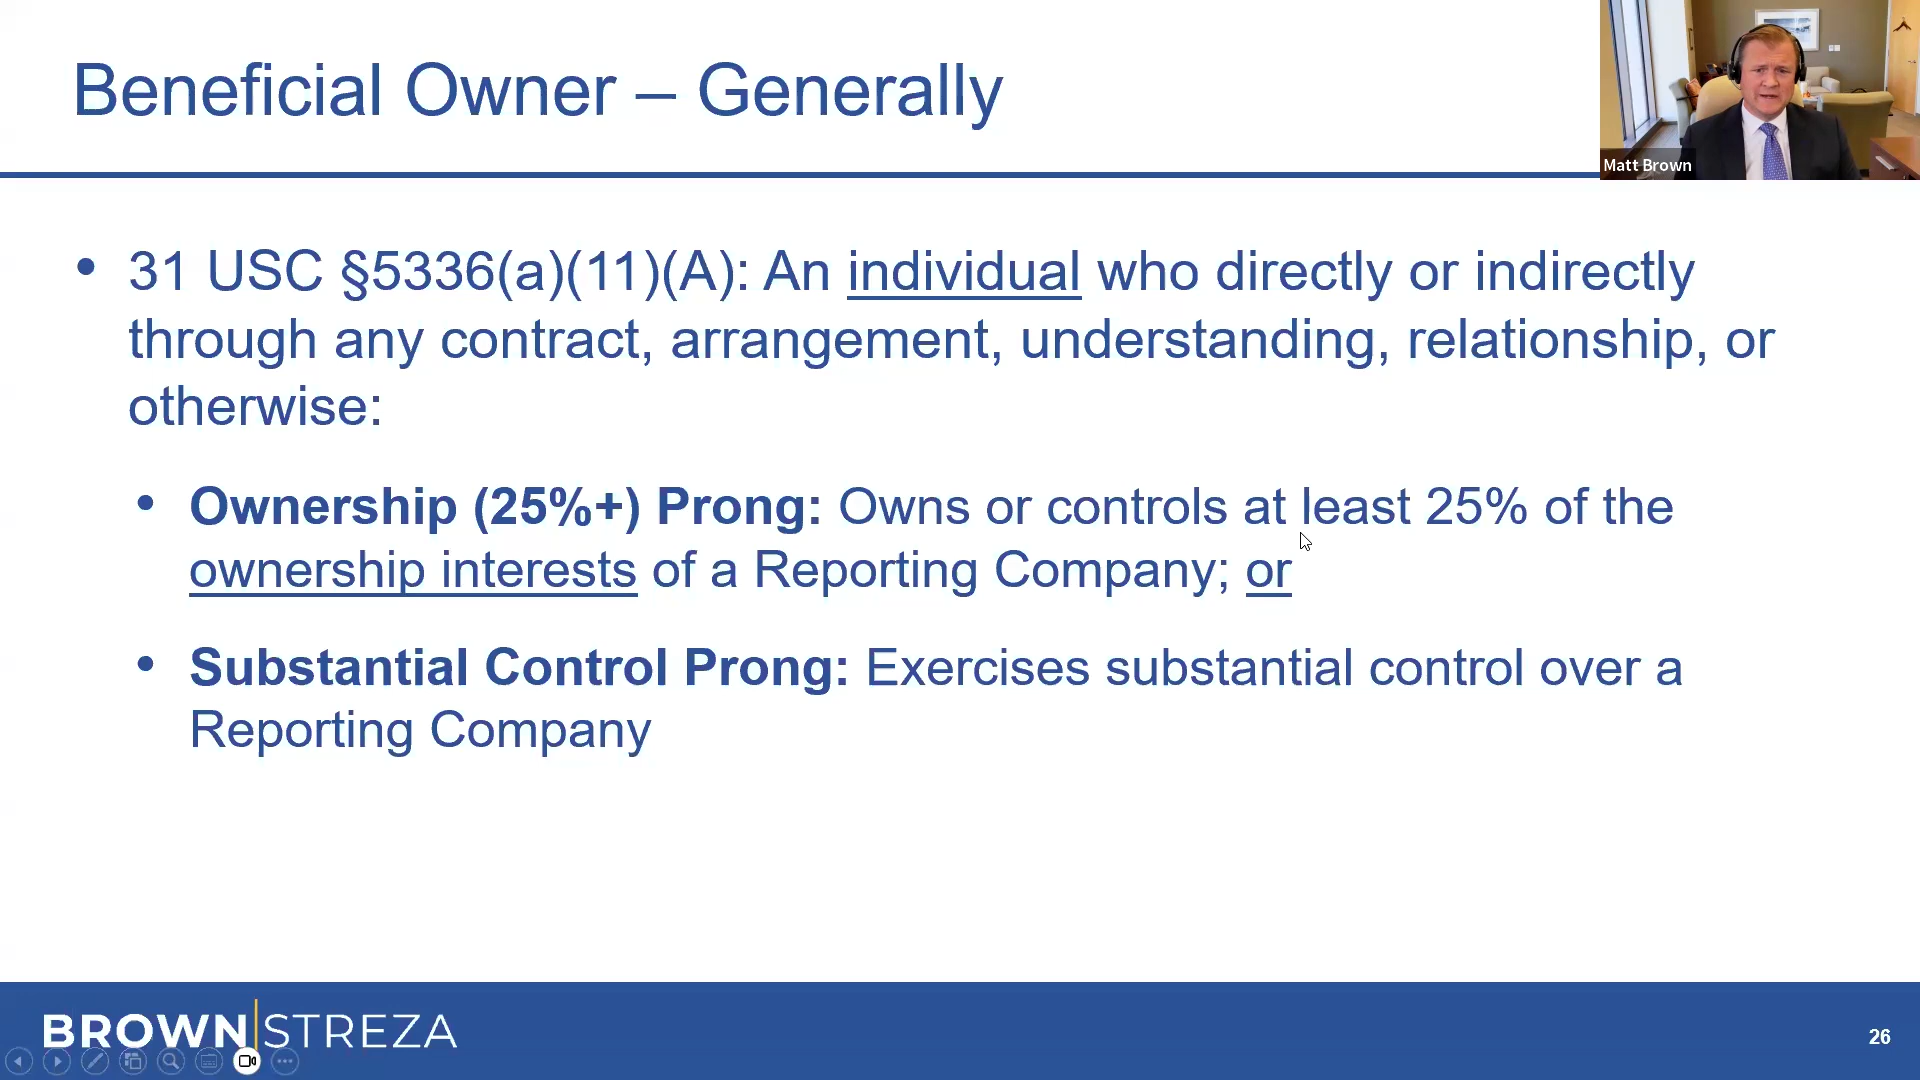 Beneficial Owner – Generally
Matt Brown
• 31 USC §5336(a)(11)(A): An individual who directly or indirectly
through any contract, arrangement, understanding, relationship, or
otherwise:
• Ownership (25%+) Prong: Owns or controls at least 25% of the
ownership interests of a Reporting Company; or
• Substantial Control Prong: Exercises substantial control over a
Reporting Company
BROWN|STREZA
26